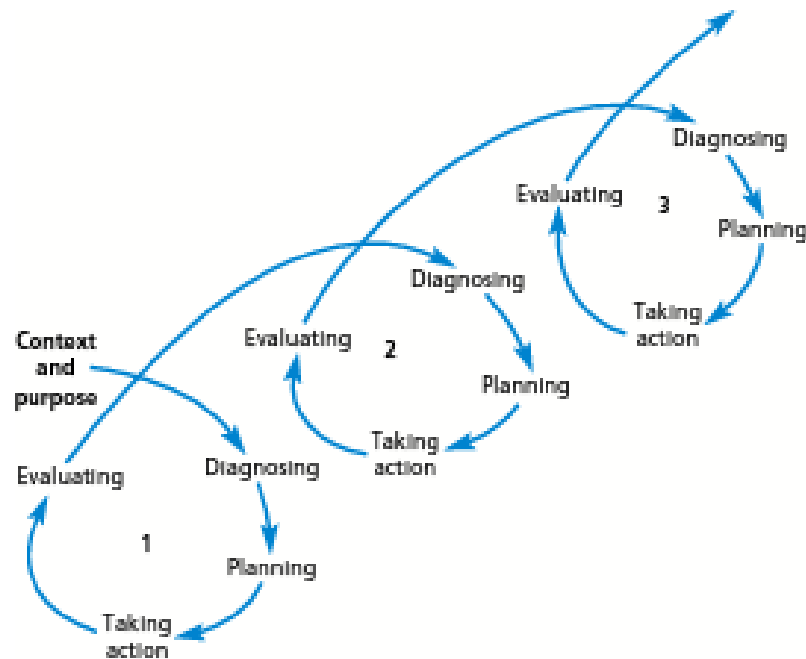 Diagnosing
Evaluating
3
Planning
Taking
action
Diagnosing
Evaluating
2
Planning
Taking
action
Context
and
purpose
Evaluating
Diagnosing
1
Planning
Taking
action